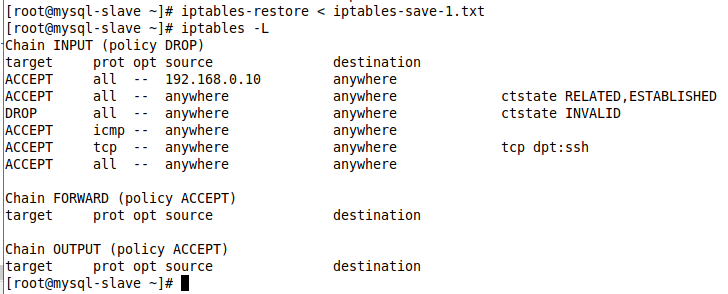 [root@mysql-slave ~]# iptables-restore < iptables-save-1.txt
[root@mysql-slave ~]# iptables -L
Chain INPUT (policy DROP)
target     prot opt source               destination
ACCEPT     all  --  192.168.0.10         anywhere
ACCEPT     all  --  anywhere             anywhere             ctstate RELATED,ESTABLISHED
DROP       all  --  anywhere             anywhere             ctstate INVALID
ACCEPT     icmp --  anywhere             anywhere
ACCEPT     tcp  --  anywhere             anywhere             tcp dpt:ssh
ACCEPT     all  --  anywhere             anywhere
Chain FORWARD (policy ACCEPT)
target     prot opt source               destination
Chain OUTPUT (policy ACCEPT)
target     prot opt source               destination
[root@mysql-slave ~]#